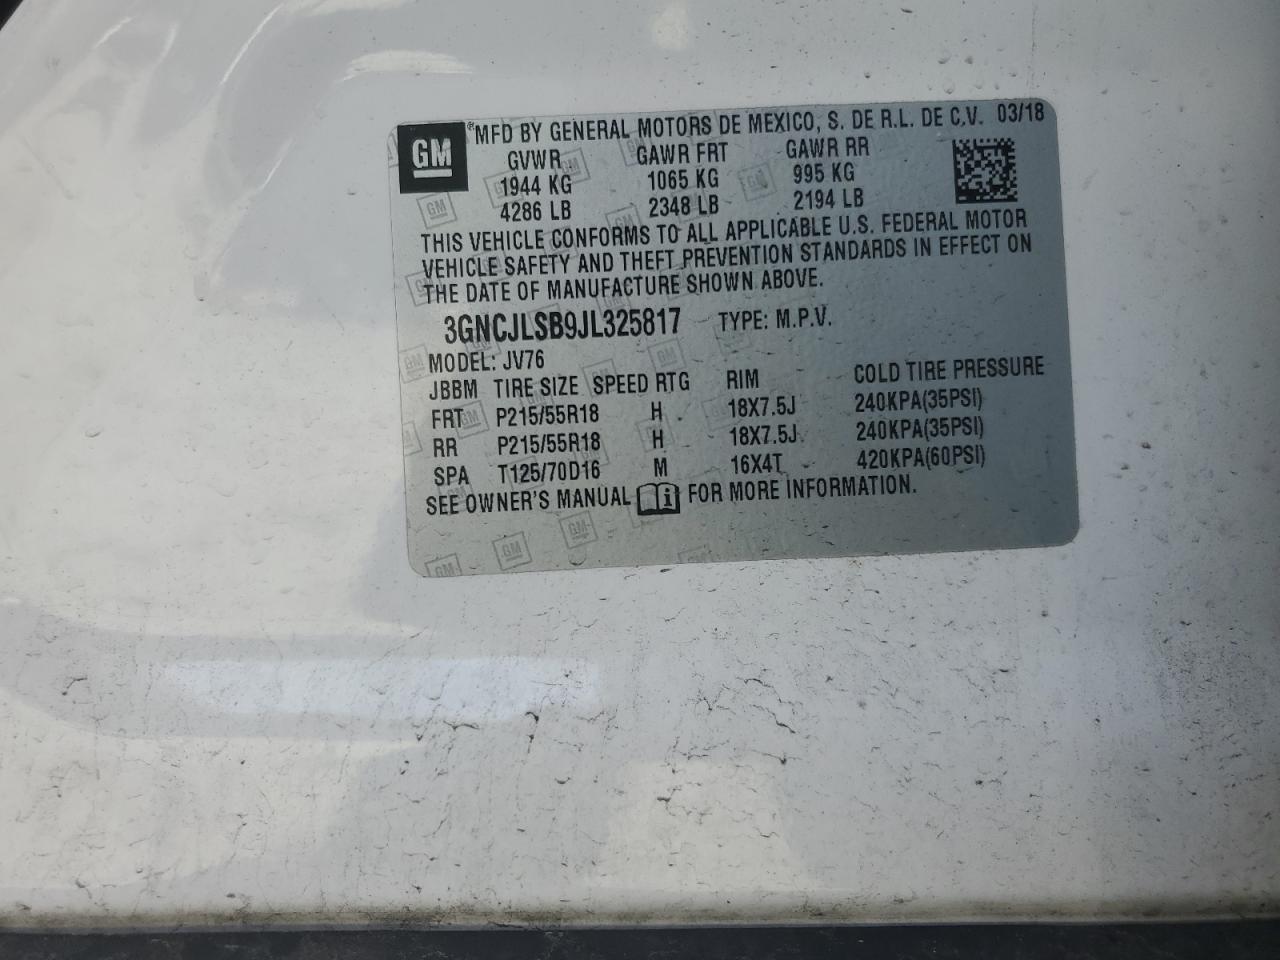 GM
®MFD BY GENERAL MOTORS DE MEXICO, S. DE R.L. DE C.V. 03/18
GVWR GAWR FRT GAWR RR
1944 KG 1065 KG 995 KG
4286 LB 2348 LB 2194 LB
THIS VEHICLE CONFORMS TO ALL APPLICABLE U.S. FEDERAL MOTOR
VEHICLE SAFETY AND THEFT PREVENTION STANDARDS IN EFFECT ON
THE DATE OF MANUFACTURE SHOWN ABOVE.
3GNCJLSB9JL325817 TYPE: M.P.V.
MODEL: JV76
JBBM TIRE SIZE SPEED RTG RIM COLD TIRE PRESSURE
FRT P215/55R18 H 18X7.5J 240KPA(35PSI)
RR P215/55R18 H 18X7.5J 240KPA(35PSI)
SPA T125/70D16 M 16X4T 420KPA(60PSI)
SEE OWNER'S MANUAL FOR MORE INFORMATION.